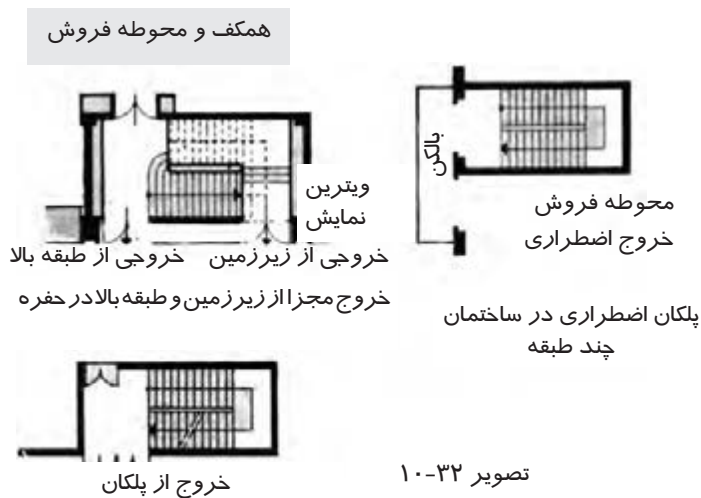 همکف و محوطه فروش
بالکن
ویترین
نمایش
محوطه فروش
خروج اضطراری
خروجی از زیرزمین
خروجی از طبقه بالا
خروج مجزا از زیرزمین و طبقه بالا در حفره
پلکان اضطراری در ساختمان
چند طبقه
خروج از پلکان
تصویر ۳۲-۱۰